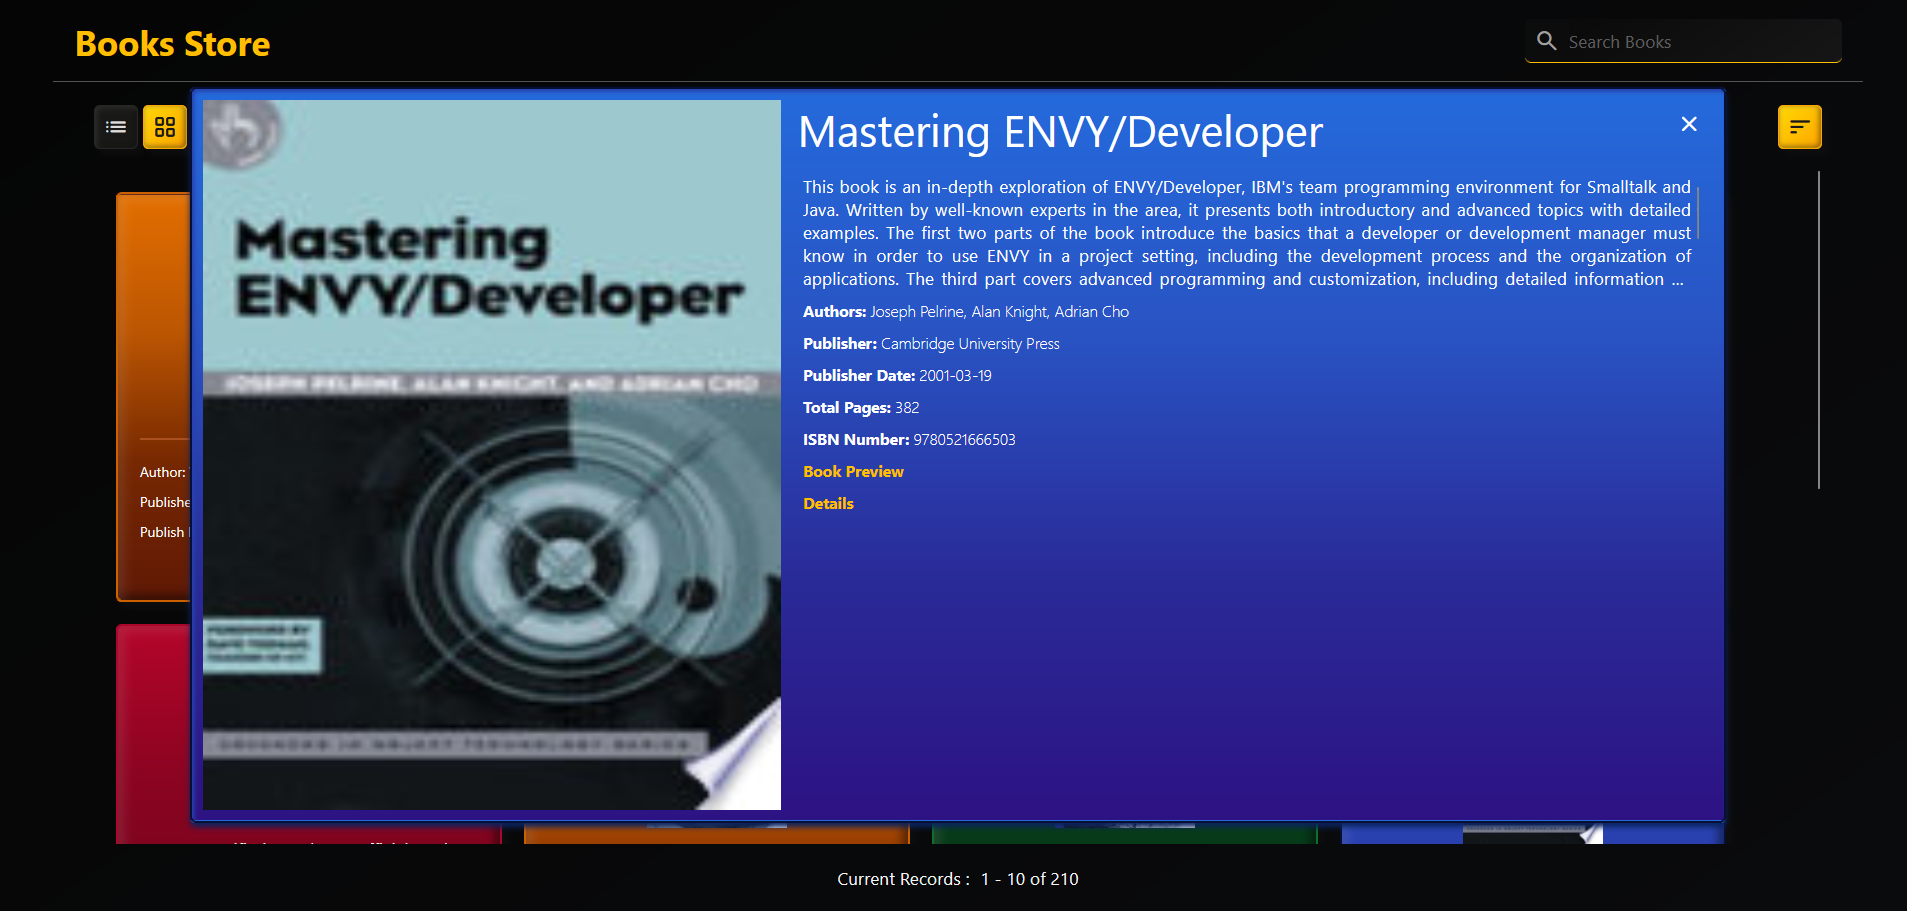 Books Store
Search Books
Mastering
ENVY/Developer
JOSEPH PELRINE, ALAN KNIGHT, AND ADRIAN CHO
Mastering ENVY/Developer
This book is an in-depth exploration of ENVY/Developer, IBM's team programming environment for Smalltalk and
Java. Written by well-known experts in the area, it presents both introductory and advanced topics with detailed
examples. The first two parts of the book introduce the basics that a developer or development manager must
know in order to use ENVY in a project setting, including the development process and the organization of
applications. The third part covers advanced programming and customization, including detailed information ...
Authors: Joseph Pelrine, Alan Knight, Adrian Cho
Publisher: Cambridge University Press
Publisher Date: 2001-03-19
Total Pages: 382
ISBN Number: 9780521666503
Book Preview
Details
Author:
Publishe
Publish
Current Records : 1 - 10 of 210